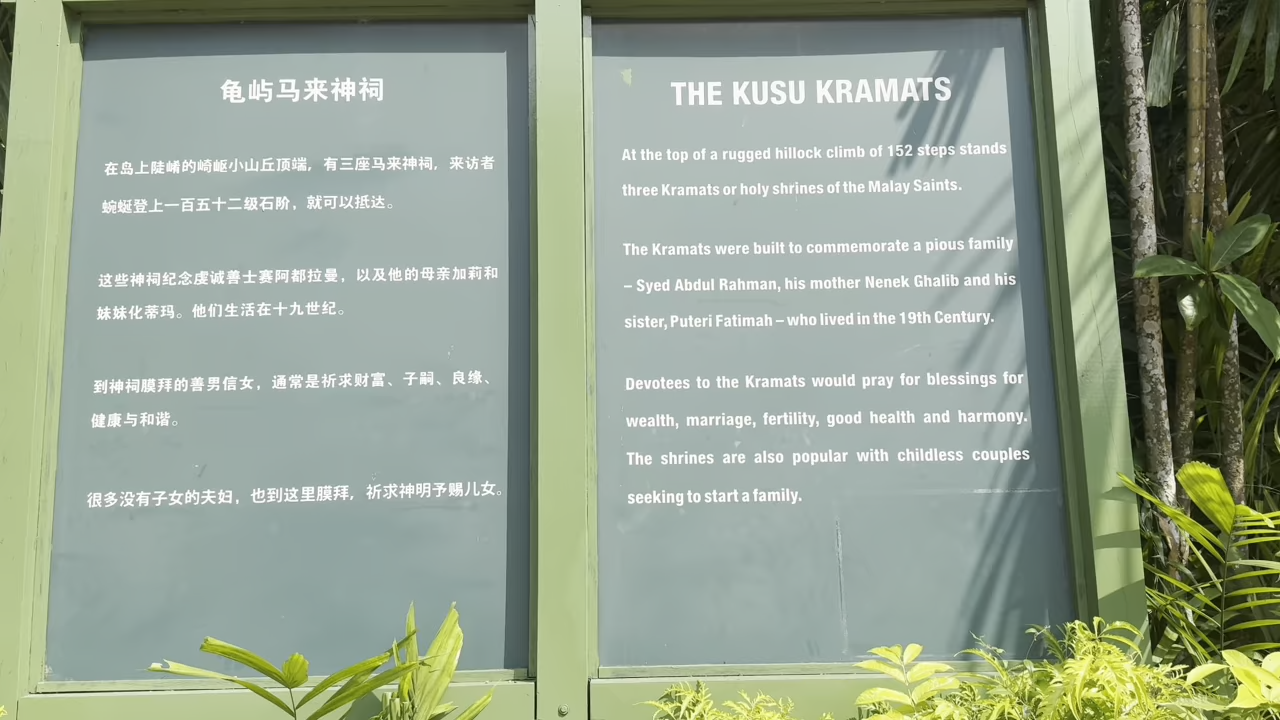 龟屿马来神祠
在岛上陡峭的崎岖小山丘顶端，有三座马来神祠，来访者
蜿蜒登上一百五十二级石阶，就可以抵达。
这些神祠纪念虔诚善士赛阿都拉曼，以及他的母亲加莉和
妹妹化蒂玛。他们生活在十九世纪。
到神祠膜拜的善男信女，通常是祈求财富、子嗣、良缘、
健康与和谐。
很多没有子女的夫妇，也到这里膜拜，祈求神明予赐儿女。
THE KUSU KRAMATS
At the top of a rugged hillock climb of 152 steps stands
three Kramats or holy shrines of the Malay Saints.
The Kramats were built to commemorate a pious family
– Syed Abdul Rahman, his mother Nenek Ghalib and his
sister, Puteri Fatimah – who lived in the 19th Century.
Devotees to the Kramats would pray for blessings for
wealth, marriage, fertility, good health and harmony.
The shrines are also popular with childless couples
seeking to start a family.